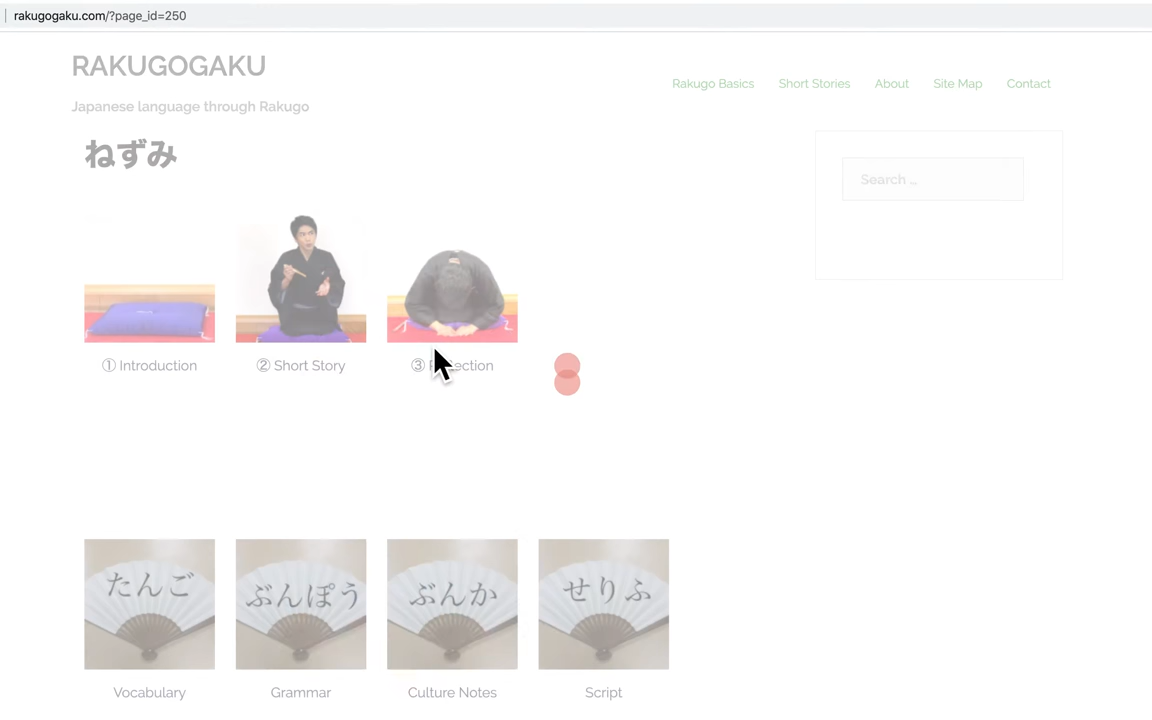 rakugogaku.com/?page_id=250
RAKUGOGAKU
Rakugo Basics Short Stories About Site Map Contact
Japanese language through Rakugo
ねずみ
Search ...
① Introduction ② Short Story ③
たんご ぶんぽう ぶんか せりふ
Vocabulary Grammar Culture Notes Script